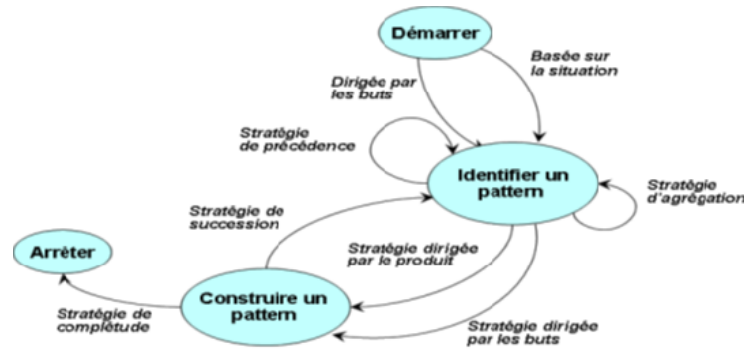 Démarrer
Dirigée par
les buts
Basée sur
la situation
Stratégie
de précédence
Identifier un
pattern
Stratégie
d'agrégation
Stratégie de
succession
Arrêter
Stratégie dirigée
par le produit
Construire un
pattern
Stratégie de
complétude
Stratégie dirigée
par les buts